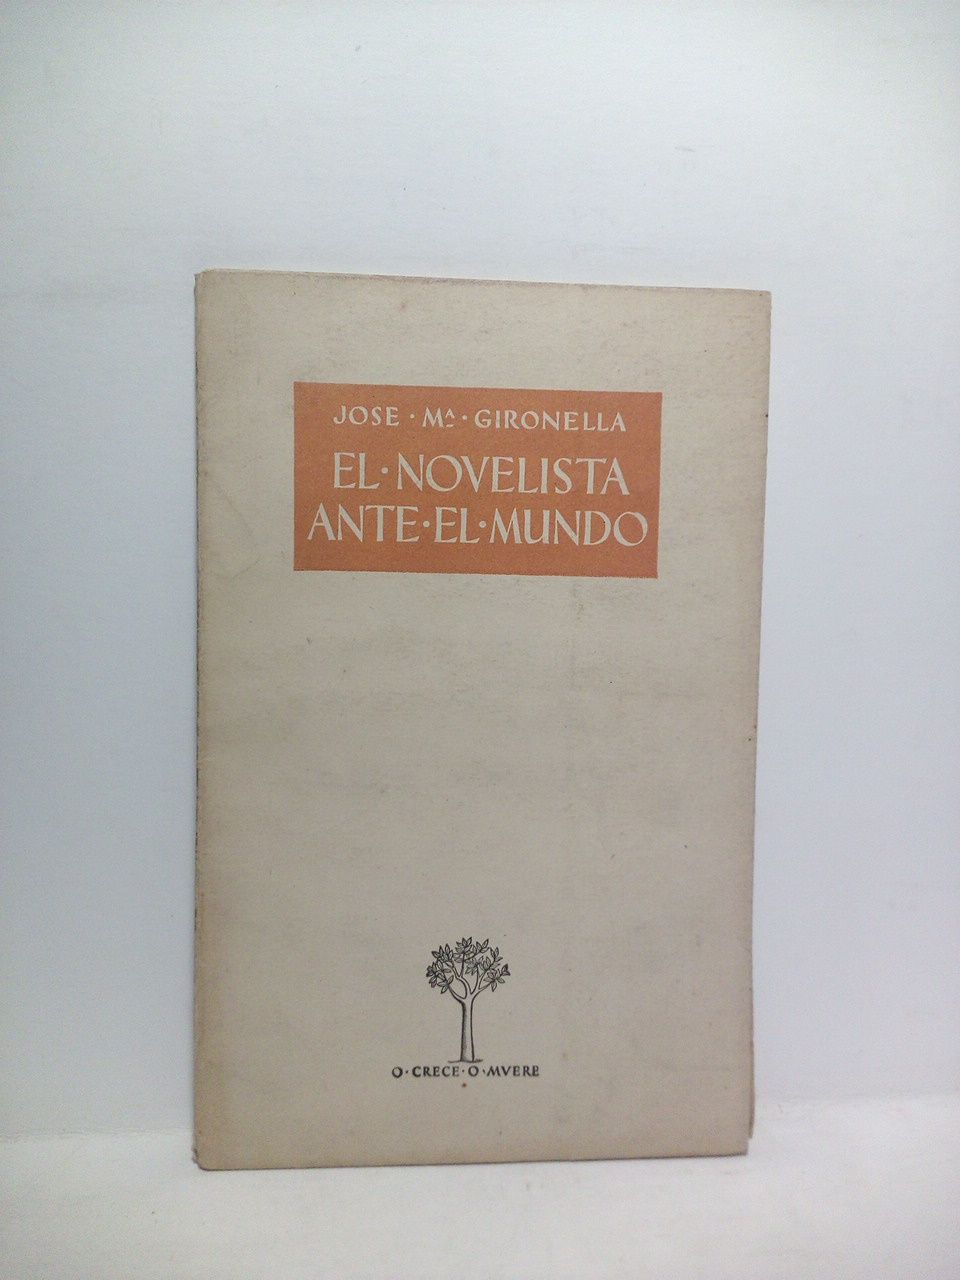 JOSE · Mª · GIRONELLA
EL · NOVELISTA
ANTE · EL · MUNDO
O · CRECE · O · MVERE